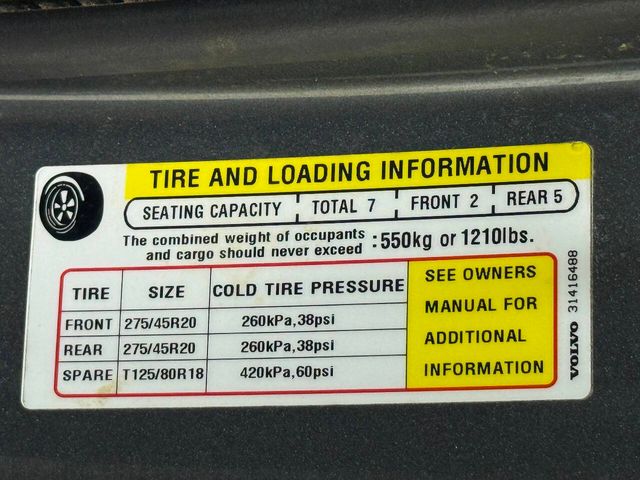 TIRE AND LOADING INFORMATION
SEATING CAPACITY TOTAL 7 FRONT 2 REAR 5
The combined weight of occupants
and cargo should never exceed :550kg or 1210lbs.
TIRE SIZE COLD TIRE PRESSURE
FRONT 275/45R20 260kPa,38psi
REAR 275/45R20 260kPa,38psi
SPARE T125/80R18 420kPa,60psi
SEE OWNERS
MANUAL FOR
ADDITIONAL
INFORMATION
VOLVO 31416488